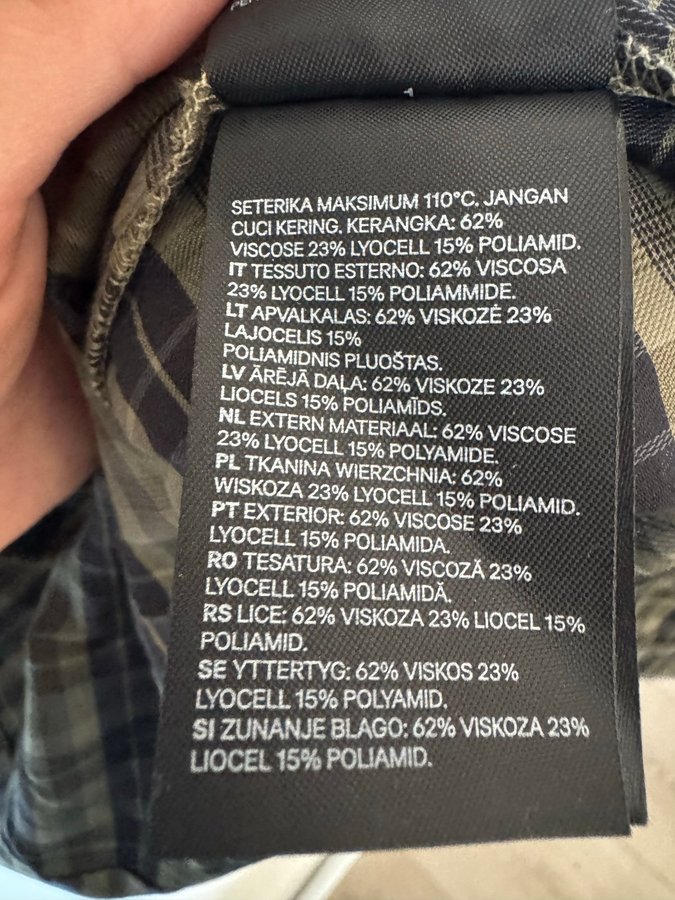 SETERIKA MAKSIMUM 110°C. JANGAN
CUCI KERING. KERANGKA: 62%
VISCOSE 23% LYOCELL 15% POLIAMID.
IT TESSUTO ESTERNO: 62% VISCOSA
23% LYOCELL 15% POLIAMMIDE.
LT APVALKALAS: 62% VISKOZĖ 23%
LAJOCELIS 15%
POLIAMIDNIS PLUOŠTAS.
LV ĀRĒJĀ DAĻA: 62% VISKOZE 23%
LIOCELS 15% POLIAMĪDS.
NL EXTERN MATERIAAL: 62% VISCOSE
23% LYOCELL 15% POLYAMIDE.
PL TKANINA WIERZCHNIA: 62%
WISKOZA 23% LYOCELL 15% POLIAMID.
PT EXTERIOR: 62% VISCOSE 23%
LYOCELL 15% POLIAMIDA.
RO TESATURA: 62% VISCOZĂ 23%
LYOCELL 15% POLIAMIDĂ.
RS LICE: 62% VISKOZA 23% LIOCEL 15%
POLIAMID.
SE YTTERTYG: 62% VISKOS 23%
LYOCELL 15% POLYAMID.
SI ZUNANJE BLAGO: 62% VISKOZA 23%
LIOCEL 15% POLIAMID.